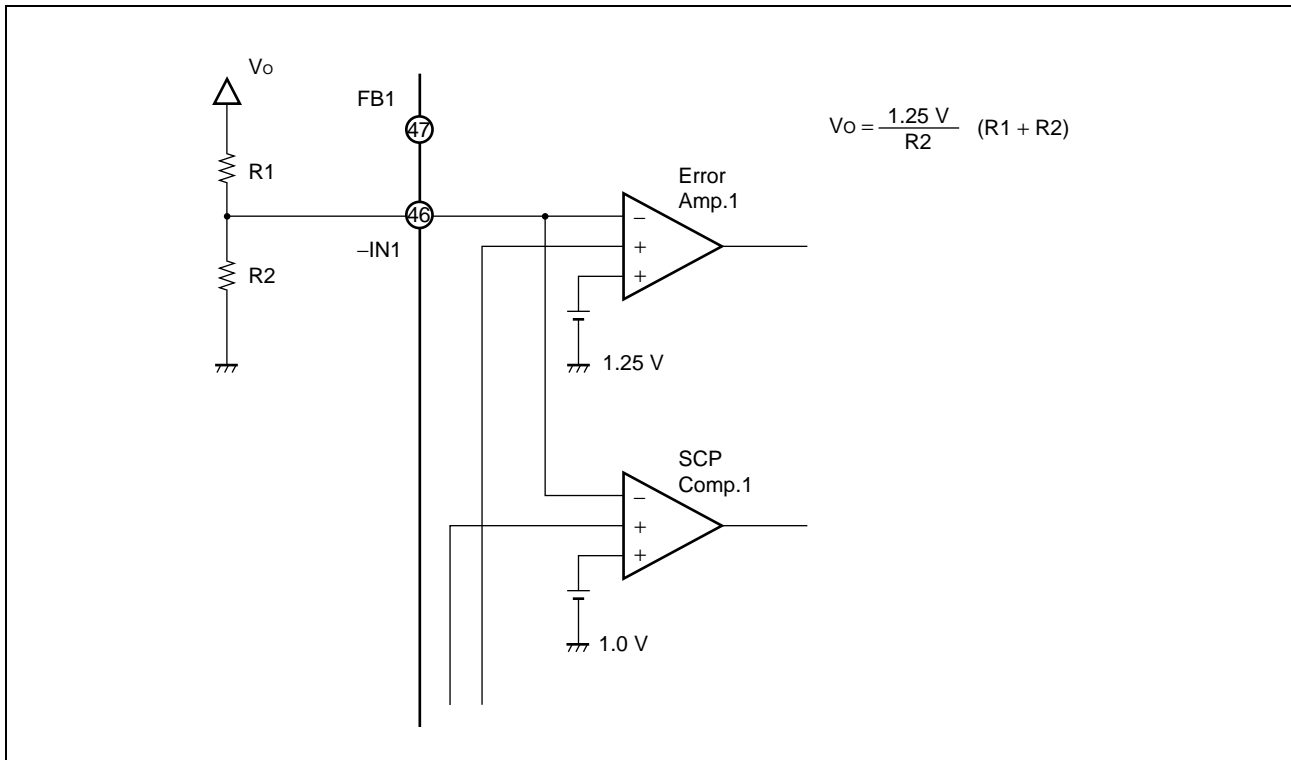 Vo
FB1
47
R1
46
–IN1
R2
Error
Amp.1
–
+
+
1.25 V
Vo = 1.25 V / R2 (R1 + R2)
SCP
Comp.1
–
+
+
1.0 V